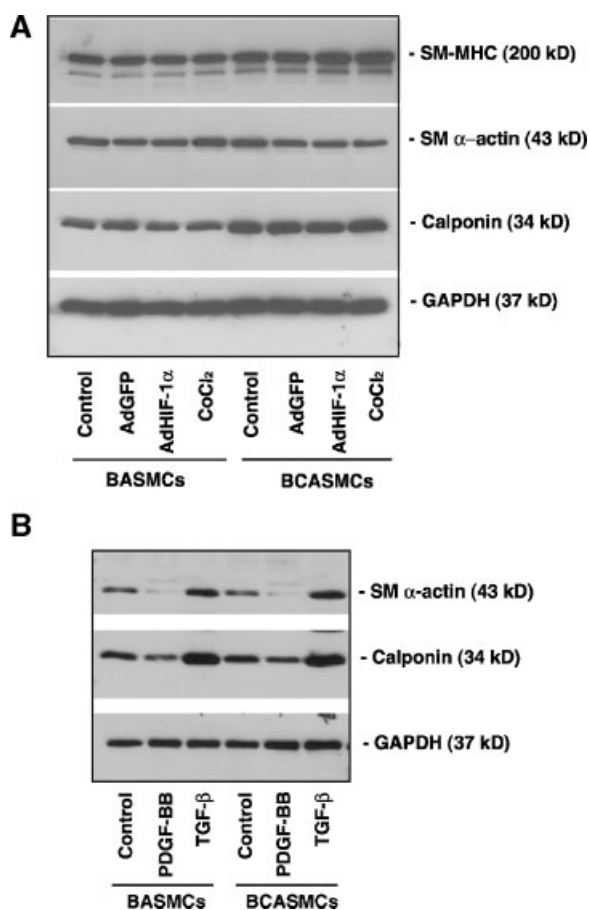 A
- SM-MHC (200 kD)
- SM α–actin (43 kD)
- Calponin (34 kD)
- GAPDH (37 kD)
Control AdGFP AdHIF-1α CoCl₂ Control AdGFP AdHIF-1α CoCl₂
BASMCs BCASMCs
B
- SM α-actin (43 kD)
- Calponin (34 kD)
- GAPDH (37 kD)
Control PDGF-BB TGF-β Control PDGF-BB TGF-β
BASMCs BCASMCs